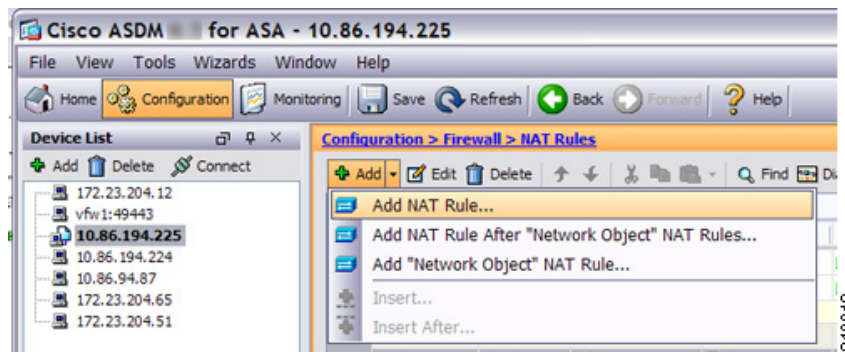 Cisco ASDM for ASA - 10.86.194.225
File View Tools Wizards Window Help
Home Configuration Monitoring Save Refresh Back Forward Help
Device List
Configuration > Firewall > NAT Rules
Add Delete Connect
Add Edit Delete Find Di
172.23.204.12
vfw1:49443
10.86.194.225
10.86.194.224
10.86.94.87
172.23.204.65
172.23.204.51
Add NAT Rule...
Add NAT Rule After "Network Object" NAT Rules...
Add "Network Object" NAT Rule...
Insert...
Insert After...